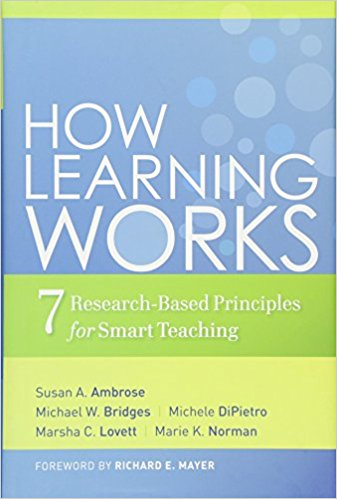 HOW
LEARNING
WORKS
7 Research-Based Principles
for Smart Teaching
Susan A. Ambrose
Michael W. Bridges | Michele DiPietro
Marsha C. Lovett | Marie K. Norman
FOREWORD BY RICHARD E. MAYER